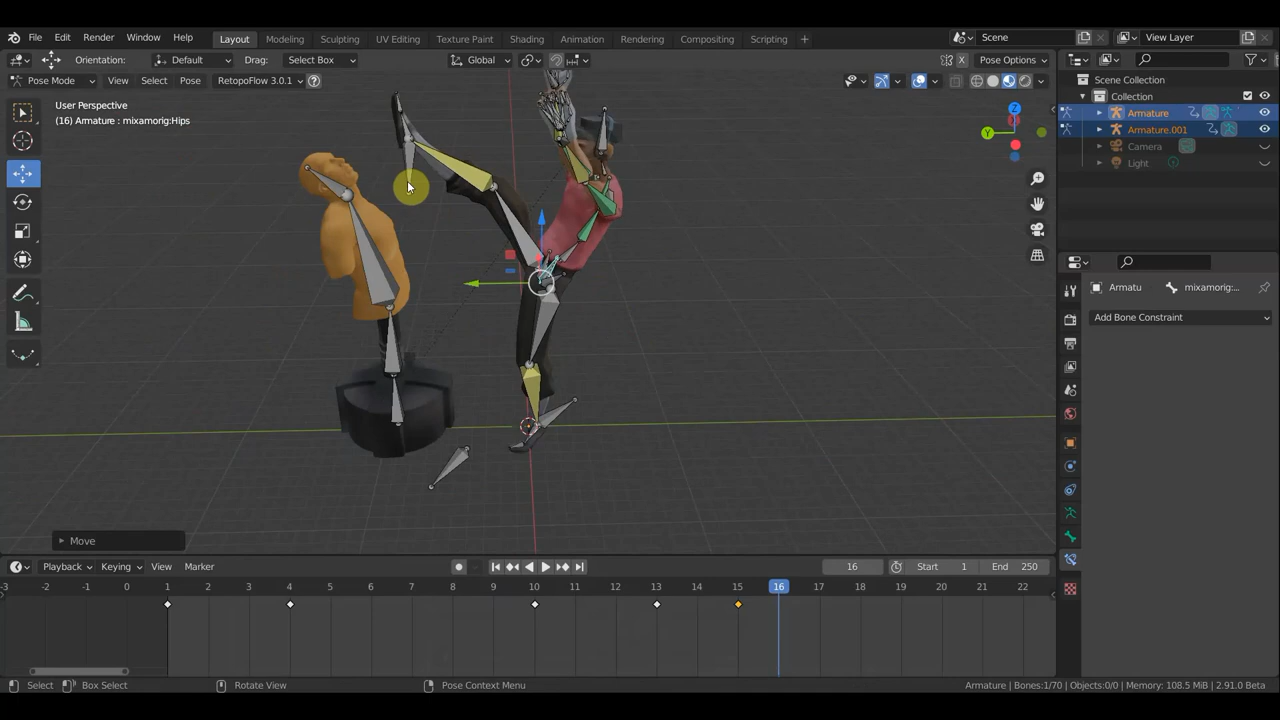 File Edit Render Window Help Layout Modeling Sculpting UV Editing Texture Paint Shading Animation Rendering Compositing Scripting + Scene View Layer
Orientation: Default Drag: Select Box Global Pose Options
Pose Mode View Select Pose RetopoFlow 3.0.1 ?
Scene Collection
Collection
Armature
Armature.001
Camera
Light
User Perspective
(16) Armature : mixamorig:Hips
Z
Y
Armatu mixamorig:...
Add Bone Constraint
Move
Playback Keying View Marker 16 Start 1 End 250
-3 -2 -1 0 1 2 3 4 5 6 7 8 9 10 11 12 13 14 15 16 17 18 19 20 21 22
Select Box Select Rotate View Pose Context Menu Armature | Bones:1/70 | Objects:0/0 | Memory: 108.5 MiB | 2.91.0 Beta